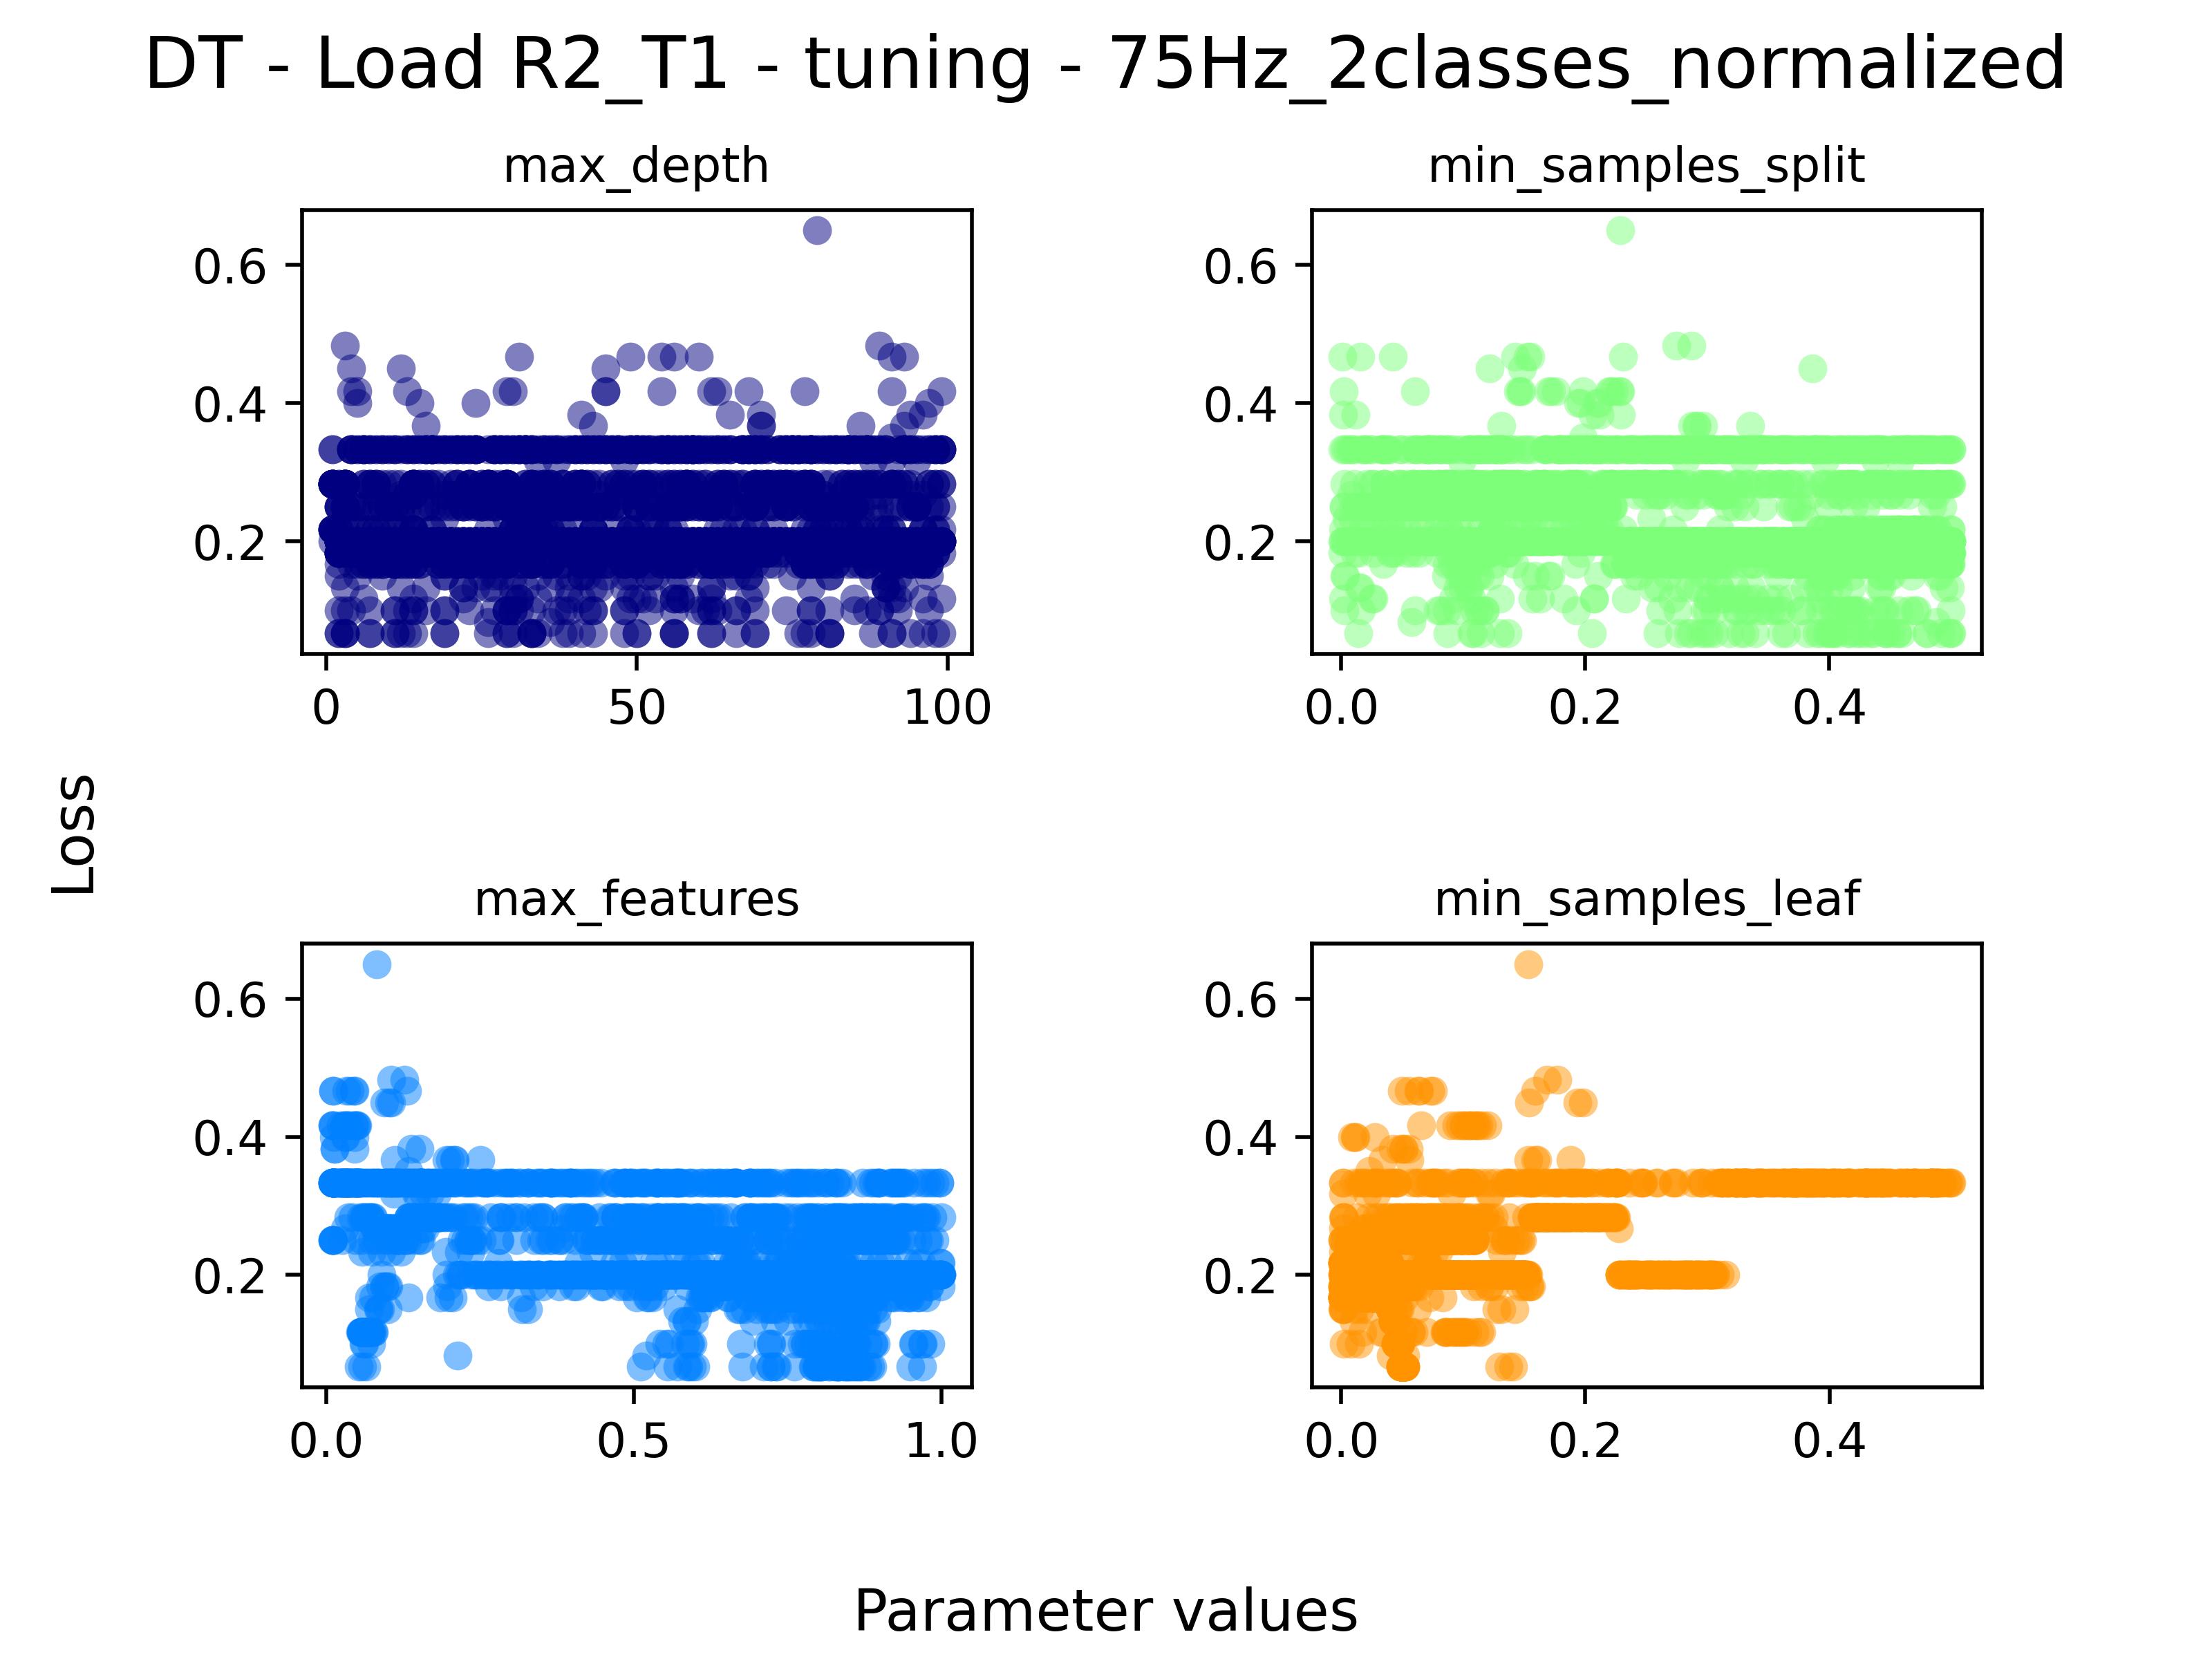 DT - Load R2_T1 - tuning - 75Hz_2classes_normalized
max_depth
0.6
0.4
0.2
0 50 100
min_samples_split
0.6
0.4
0.2
0.0 0.2 0.4
Loss
max_features
0.6
0.4
0.2
0.0 0.5 1.0
min_samples_leaf
0.6
0.4
0.2
0.0 0.2 0.4
Parameter values